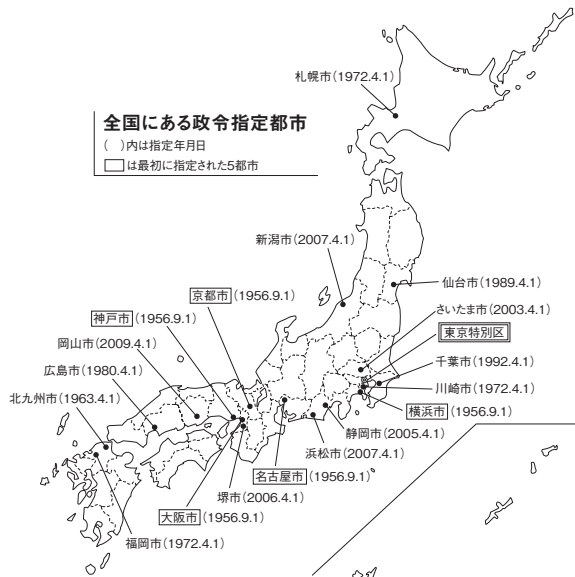 札幌市(1972.4.1)
全国にある政令指定都市
(　)内は指定年月日
は最初に指定された5都市
新潟市(2007.4.1)
京都市(1956.9.1)
仙台市(1989.4.1)
神戸市(1956.9.1)
さいたま市(2003.4.1)
岡山市(2009.4.1)
東京特別区
広島市(1980.4.1)
千葉市(1992.4.1)
北九州市(1963.4.1)
川崎市(1972.4.1)
横浜市(1956.9.1)
静岡市(2005.4.1)
浜松市(2007.4.1)
名古屋市(1956.9.1)
堺市(2006.4.1)
大阪市(1956.9.1)
福岡市(1972.4.1)